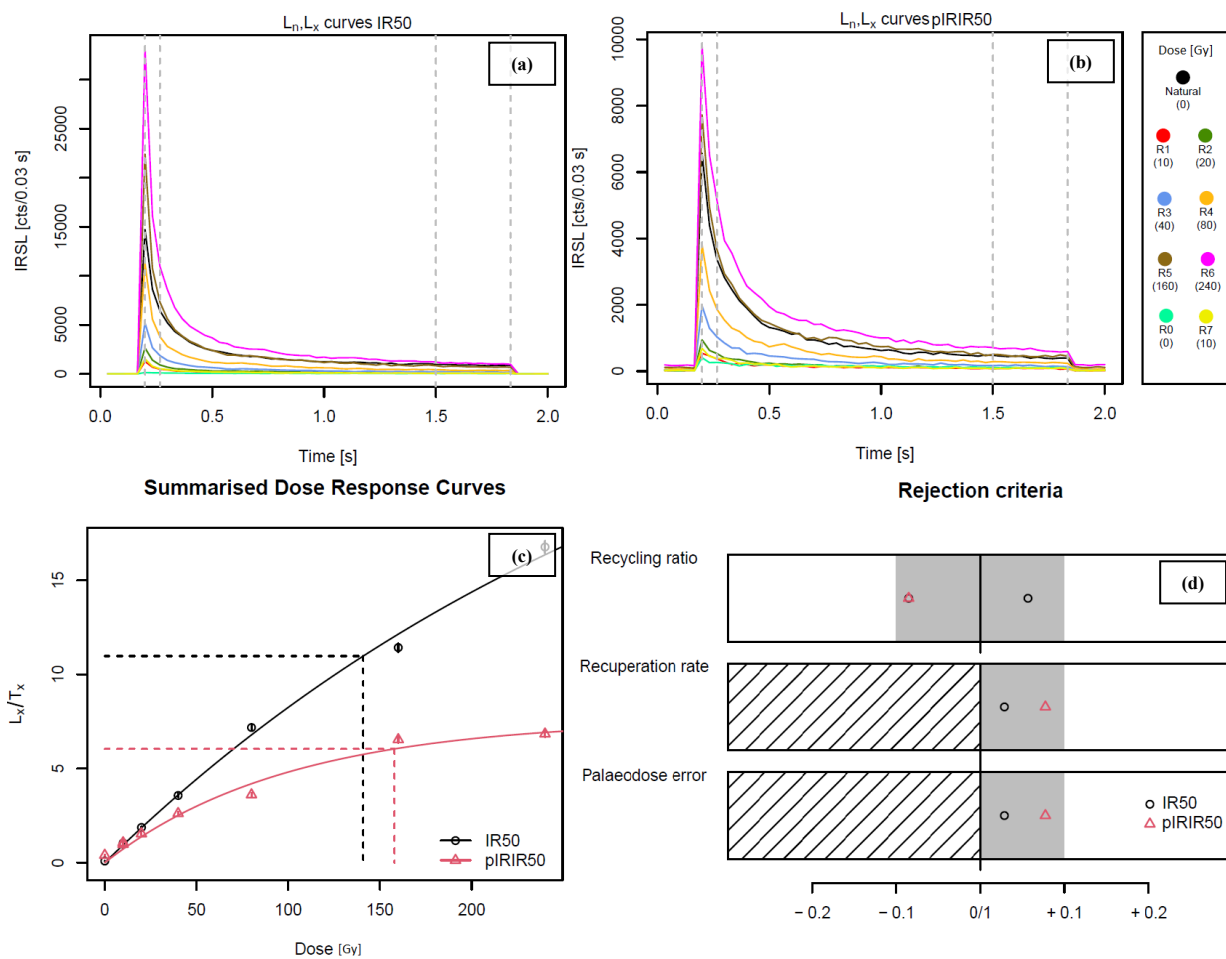 Lₙ,Lₓ curves IR50
(a)
IRSL [cts/0.03 s]
0
5000
15000
25000
0.0
0.5
1.0
1.5
2.0
Time [s]
Lₙ,Lₓ curves pIRIR50
(b)
IRSL [cts/0.03 s]
0
2000
4000
6000
8000
10000
0.0
0.5
1.0
1.5
2.0
Time [s]
Dose [Gy]
Natural
(0)
R1 R2
(10) (20)
R3 R4
(40) (80)
R5 R6
(160) (240)
R0 R7
(0) (10)
Summarised Dose Response Curves
(c)
Lₓ/Tₓ
0
5
10
15
0
50
100
150
200
Dose [Gy]
IR50
pIRIR50
Rejection criteria
(d)
Recycling ratio
Recuperation rate
Palaeodose error
IR50
pIRIR50
− 0.2
− 0.1
0/1
+ 0.1
+ 0.2